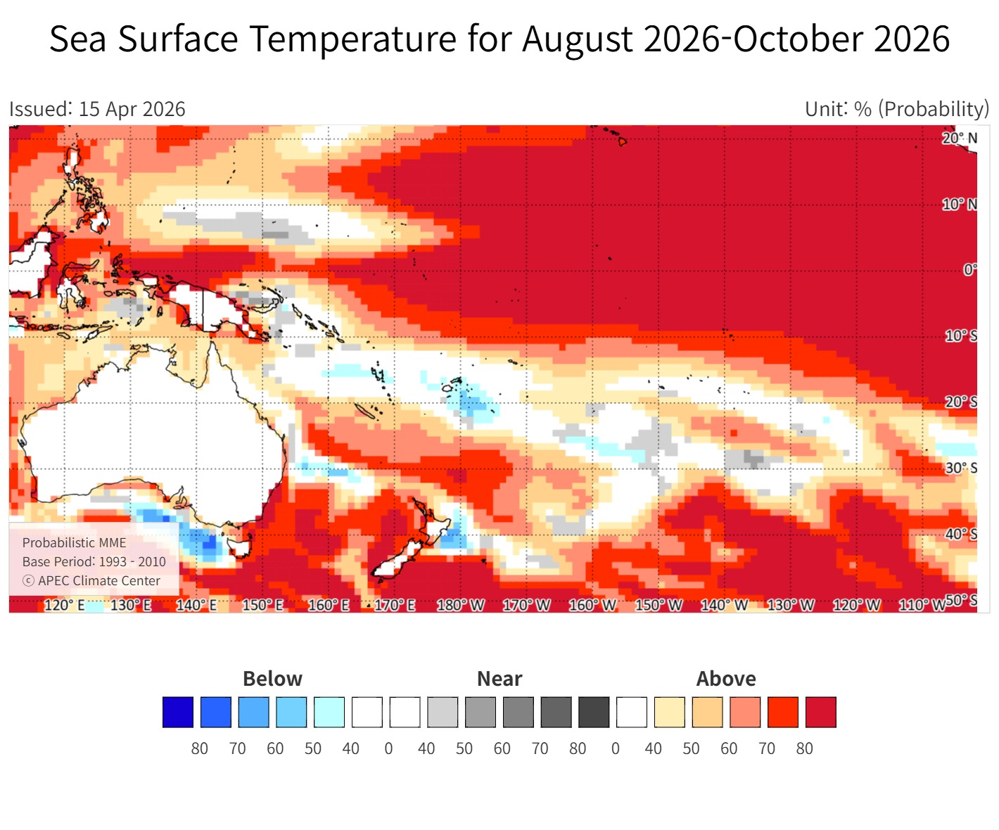 Sea Surface Temperature for August 2026-October 2026
Issued: 15 Apr 2026
Unit: % (Probability)
20° N
10° N
0°
10° S
20° S
30° S
40° S
50° S
Probabilistic MME
Base Period: 1993 - 2010
ⓒ APEC Climate Center
120° E 130° E 140° E 150° E 160° E 170° E 180° W 170° W 160° W 150° W 140° W 130° W 120° W 110° W
Below Near Above
80 70 60 50 40 0 40 50 60 70 80 0 40 50 60 70 80